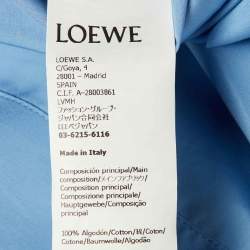 LOEWE
LOEWE S.A.
C/Goya, 4
28001 - Madrid
SPAIN
C.I.F. A-28003861
LVMH
ファッション・グループ・
ジャパン合同会社
ロエベジャパン
03-6215-6116
Made in Italy
Composición principal/Main
composition/メインファブリック/
Composition principale/
Composizione principale/
Hauptgewebe/Composição
principal
100% Algodón/Cotton/綿/Coton/
Cotone/Baumwolle/Algodão